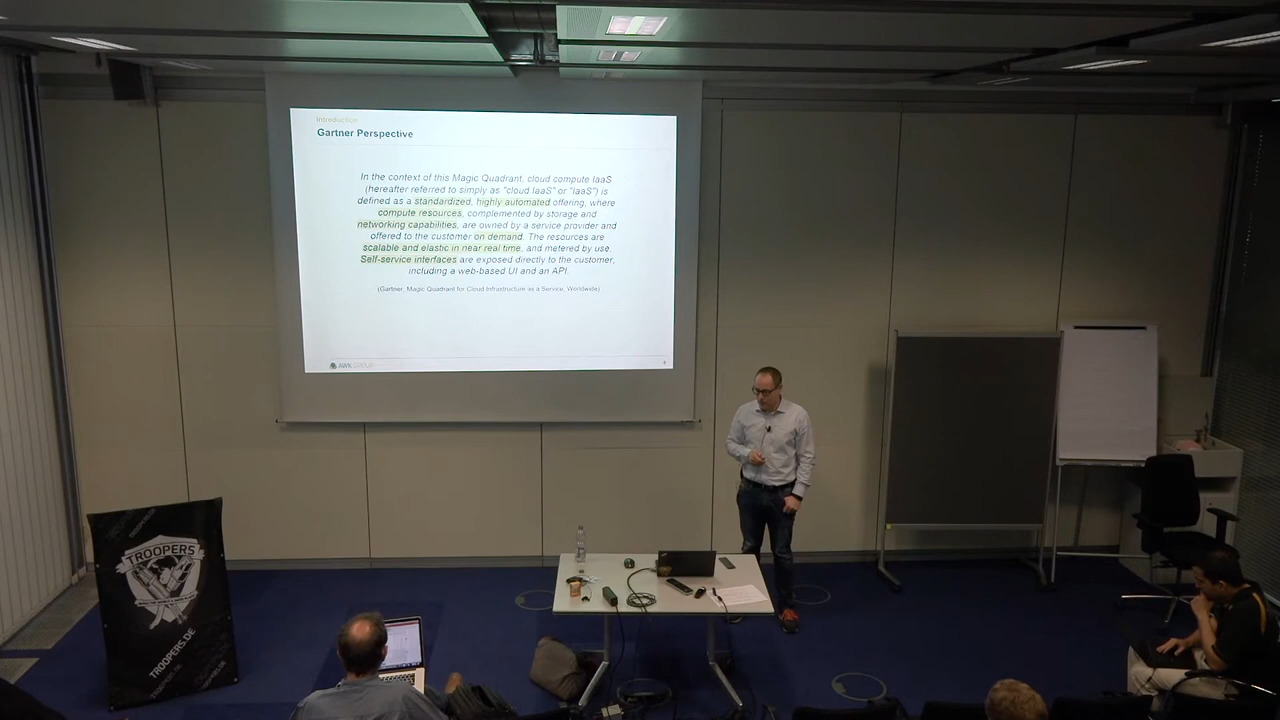 Introduction
Gartner Perspective
In the context of this Magic Quadrant, cloud compute IaaS
(hereafter referred to simply as "cloud IaaS" or "IaaS") is
defined as a standardized, highly automated offering, where
compute resources, complemented by storage and
networking capabilities, are owned by a service provider and
offered to the customer on demand. The resources are
scalable and elastic in near real time, and metered by use.
Self-service interfaces are exposed directly to the customer,
including a web-based UI and an API.
(Gartner, Magic Quadrant for Cloud Infrastructure as a Service, Worldwide)
AWK GROUP
TROOPERS
TROOPERS.DE